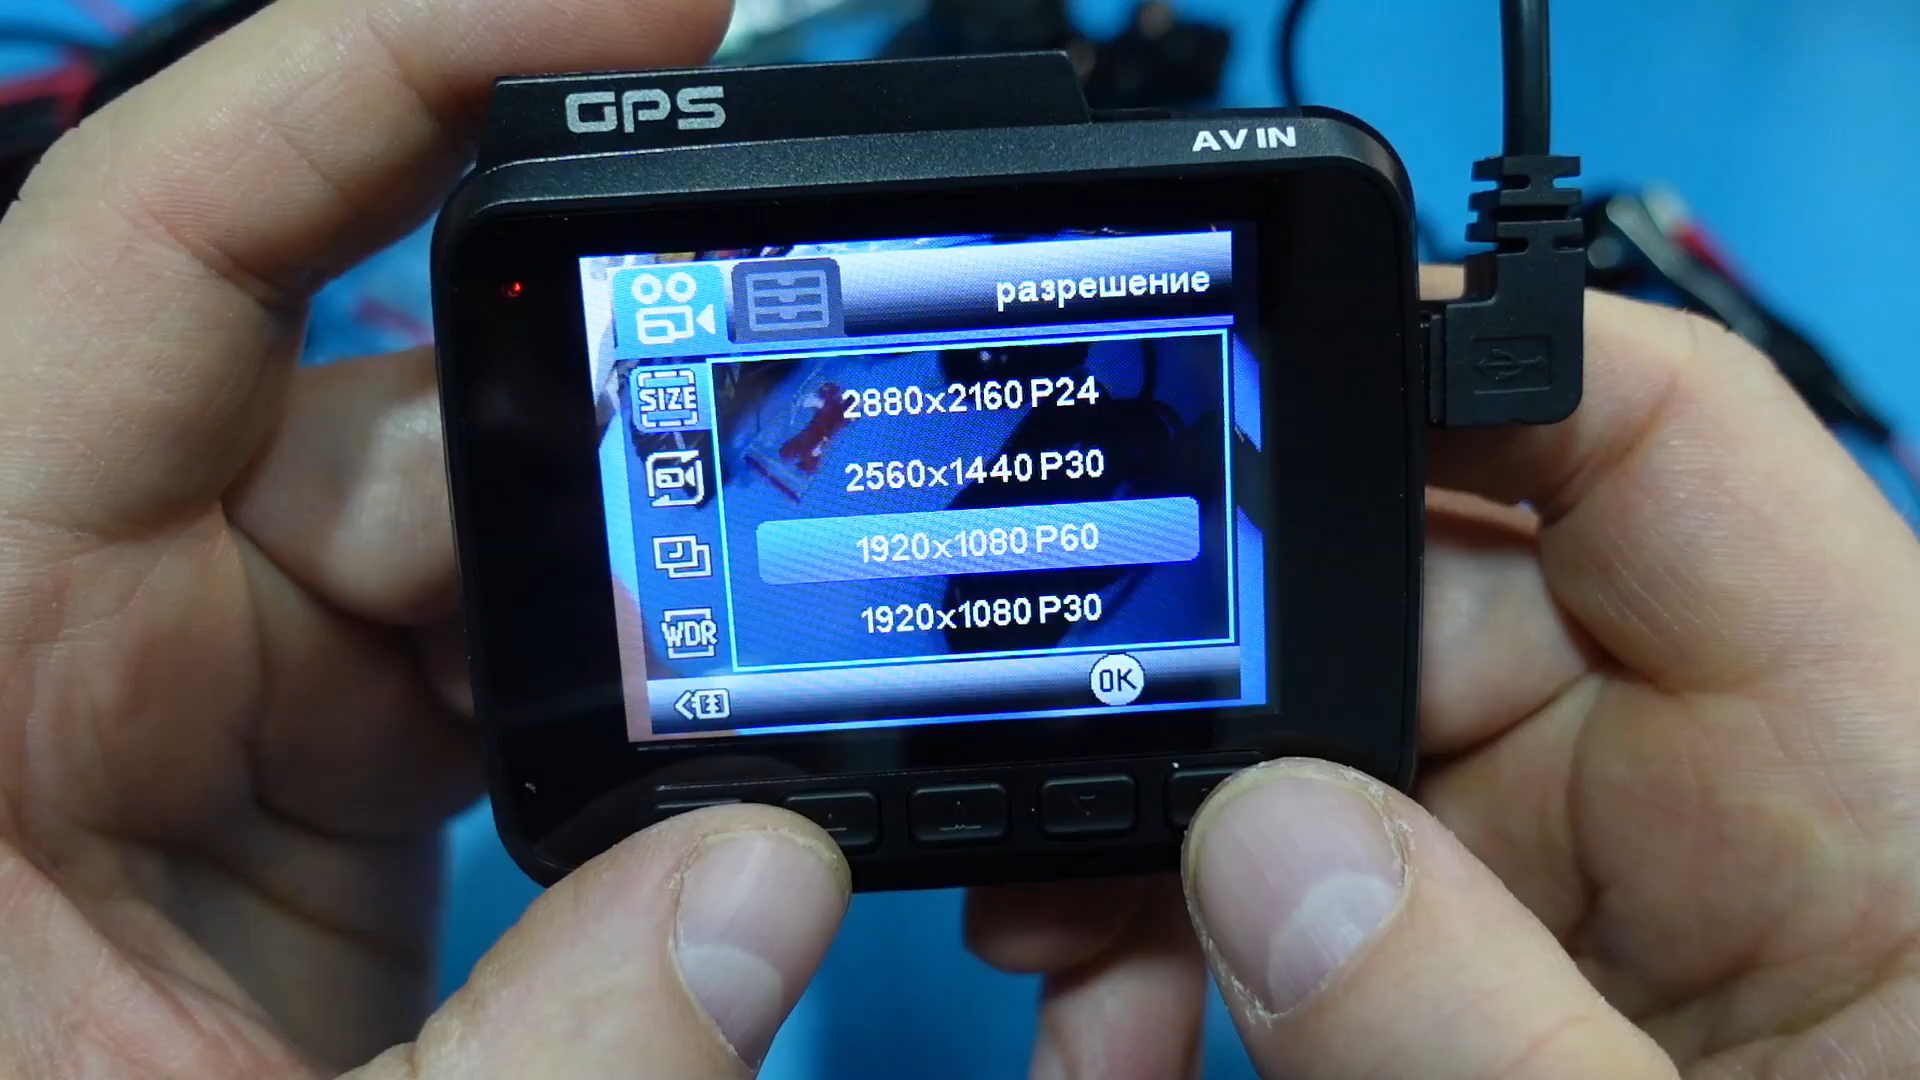 GPS
AV IN
разрешение
SIZE
2880x2160 P24
2560x1440 P30
1920x1080 P60
1920x1080 P30
WDR
OK